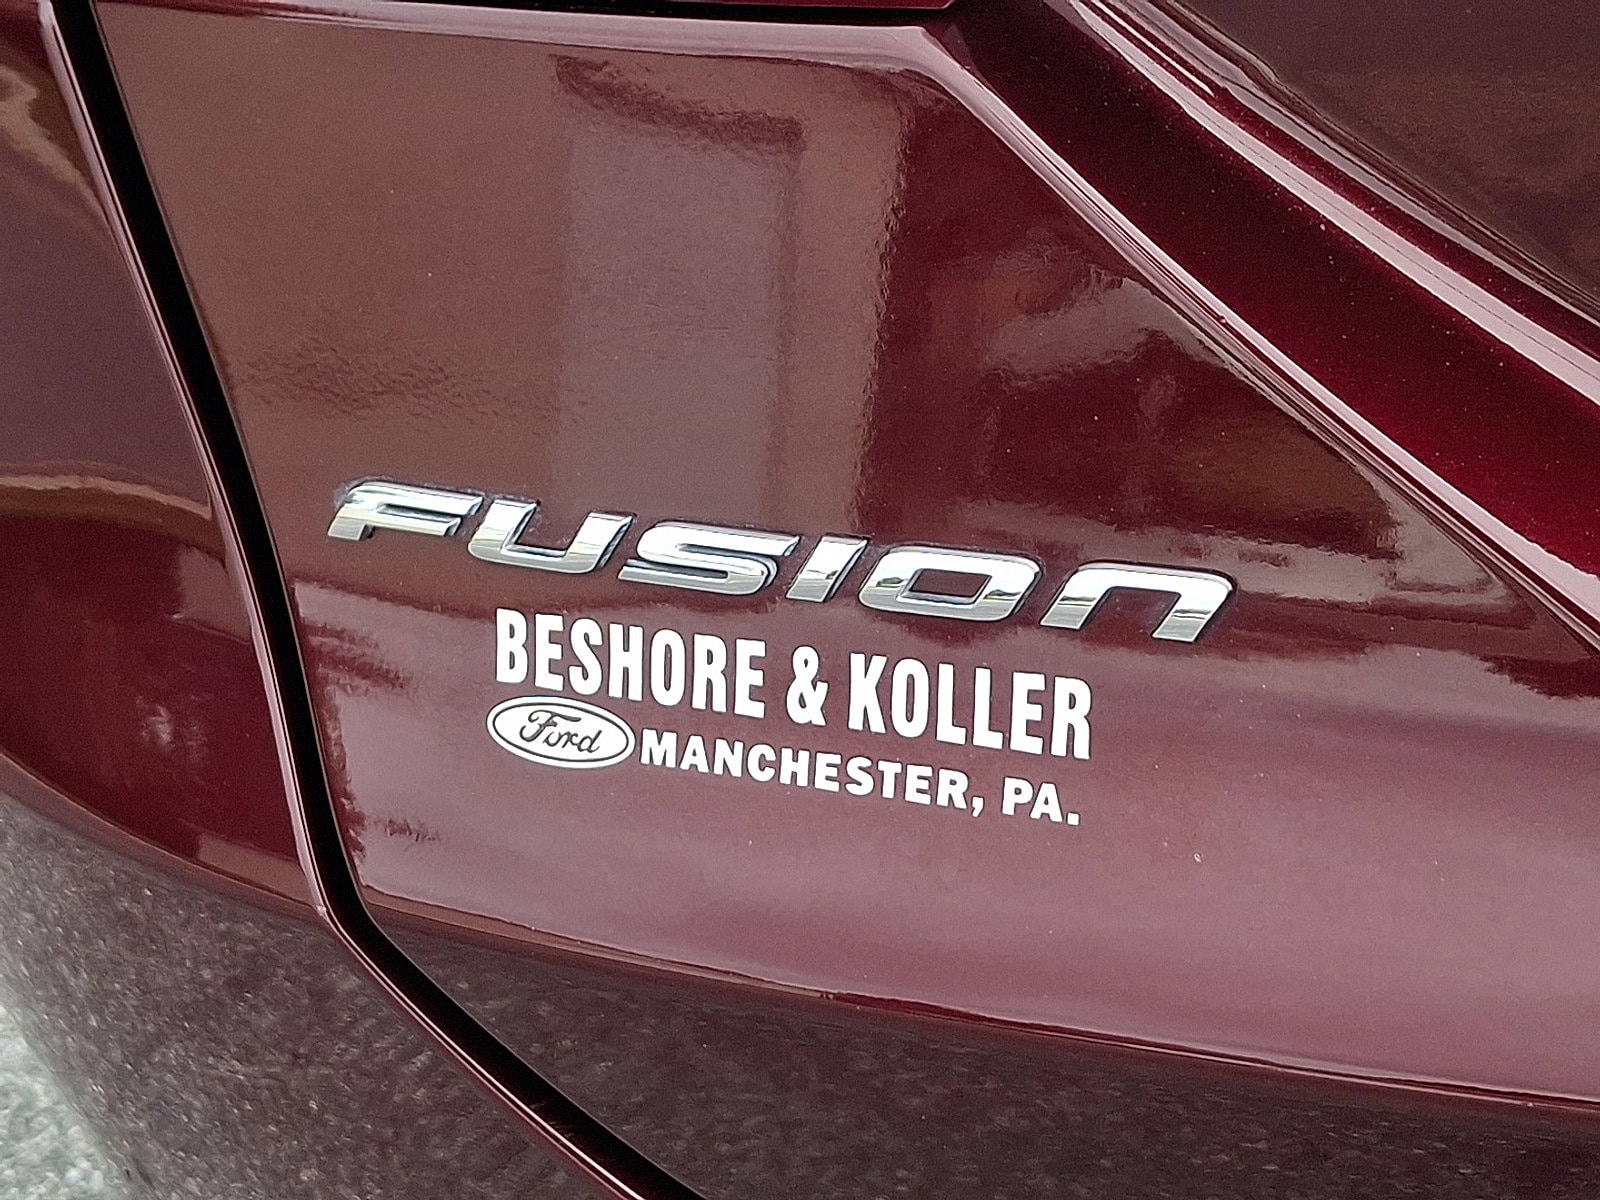 FUSION
BESHORE & KOLLER
Ford MANCHESTER, PA.